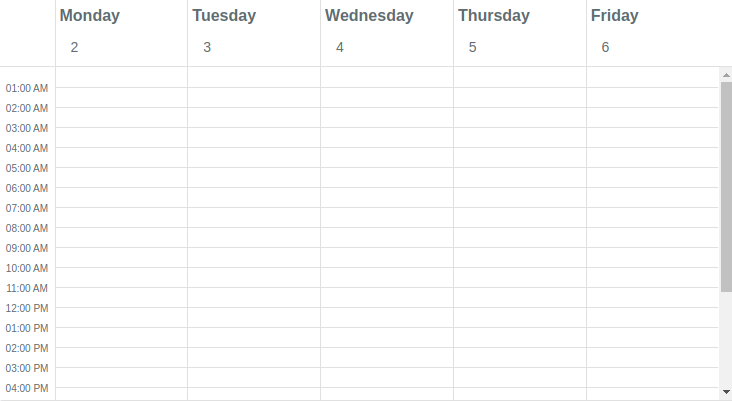 Monday Tuesday Wednesday Thursday Friday
2 3 4 5 6
01:00 AM
02:00 AM
03:00 AM
04:00 AM
05:00 AM
06:00 AM
07:00 AM
08:00 AM
09:00 AM
10:00 AM
11:00 AM
12:00 PM
01:00 PM
02:00 PM
03:00 PM
04:00 PM